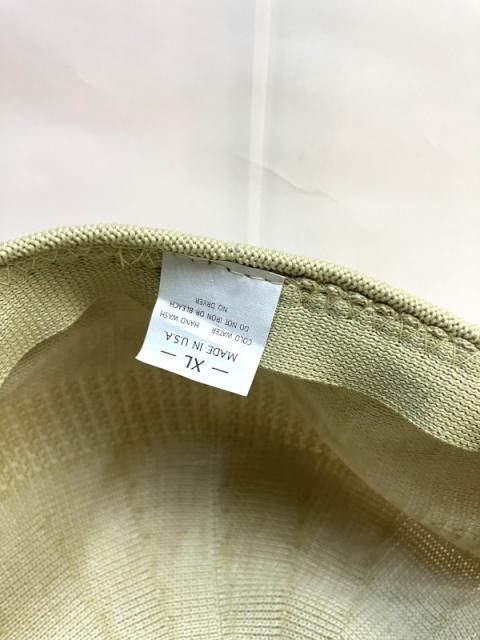 — XL —
MADE IN U.S.A
COLD WATER HAND WASH
DO NOT IRON OR BLEACH
NO DRYER